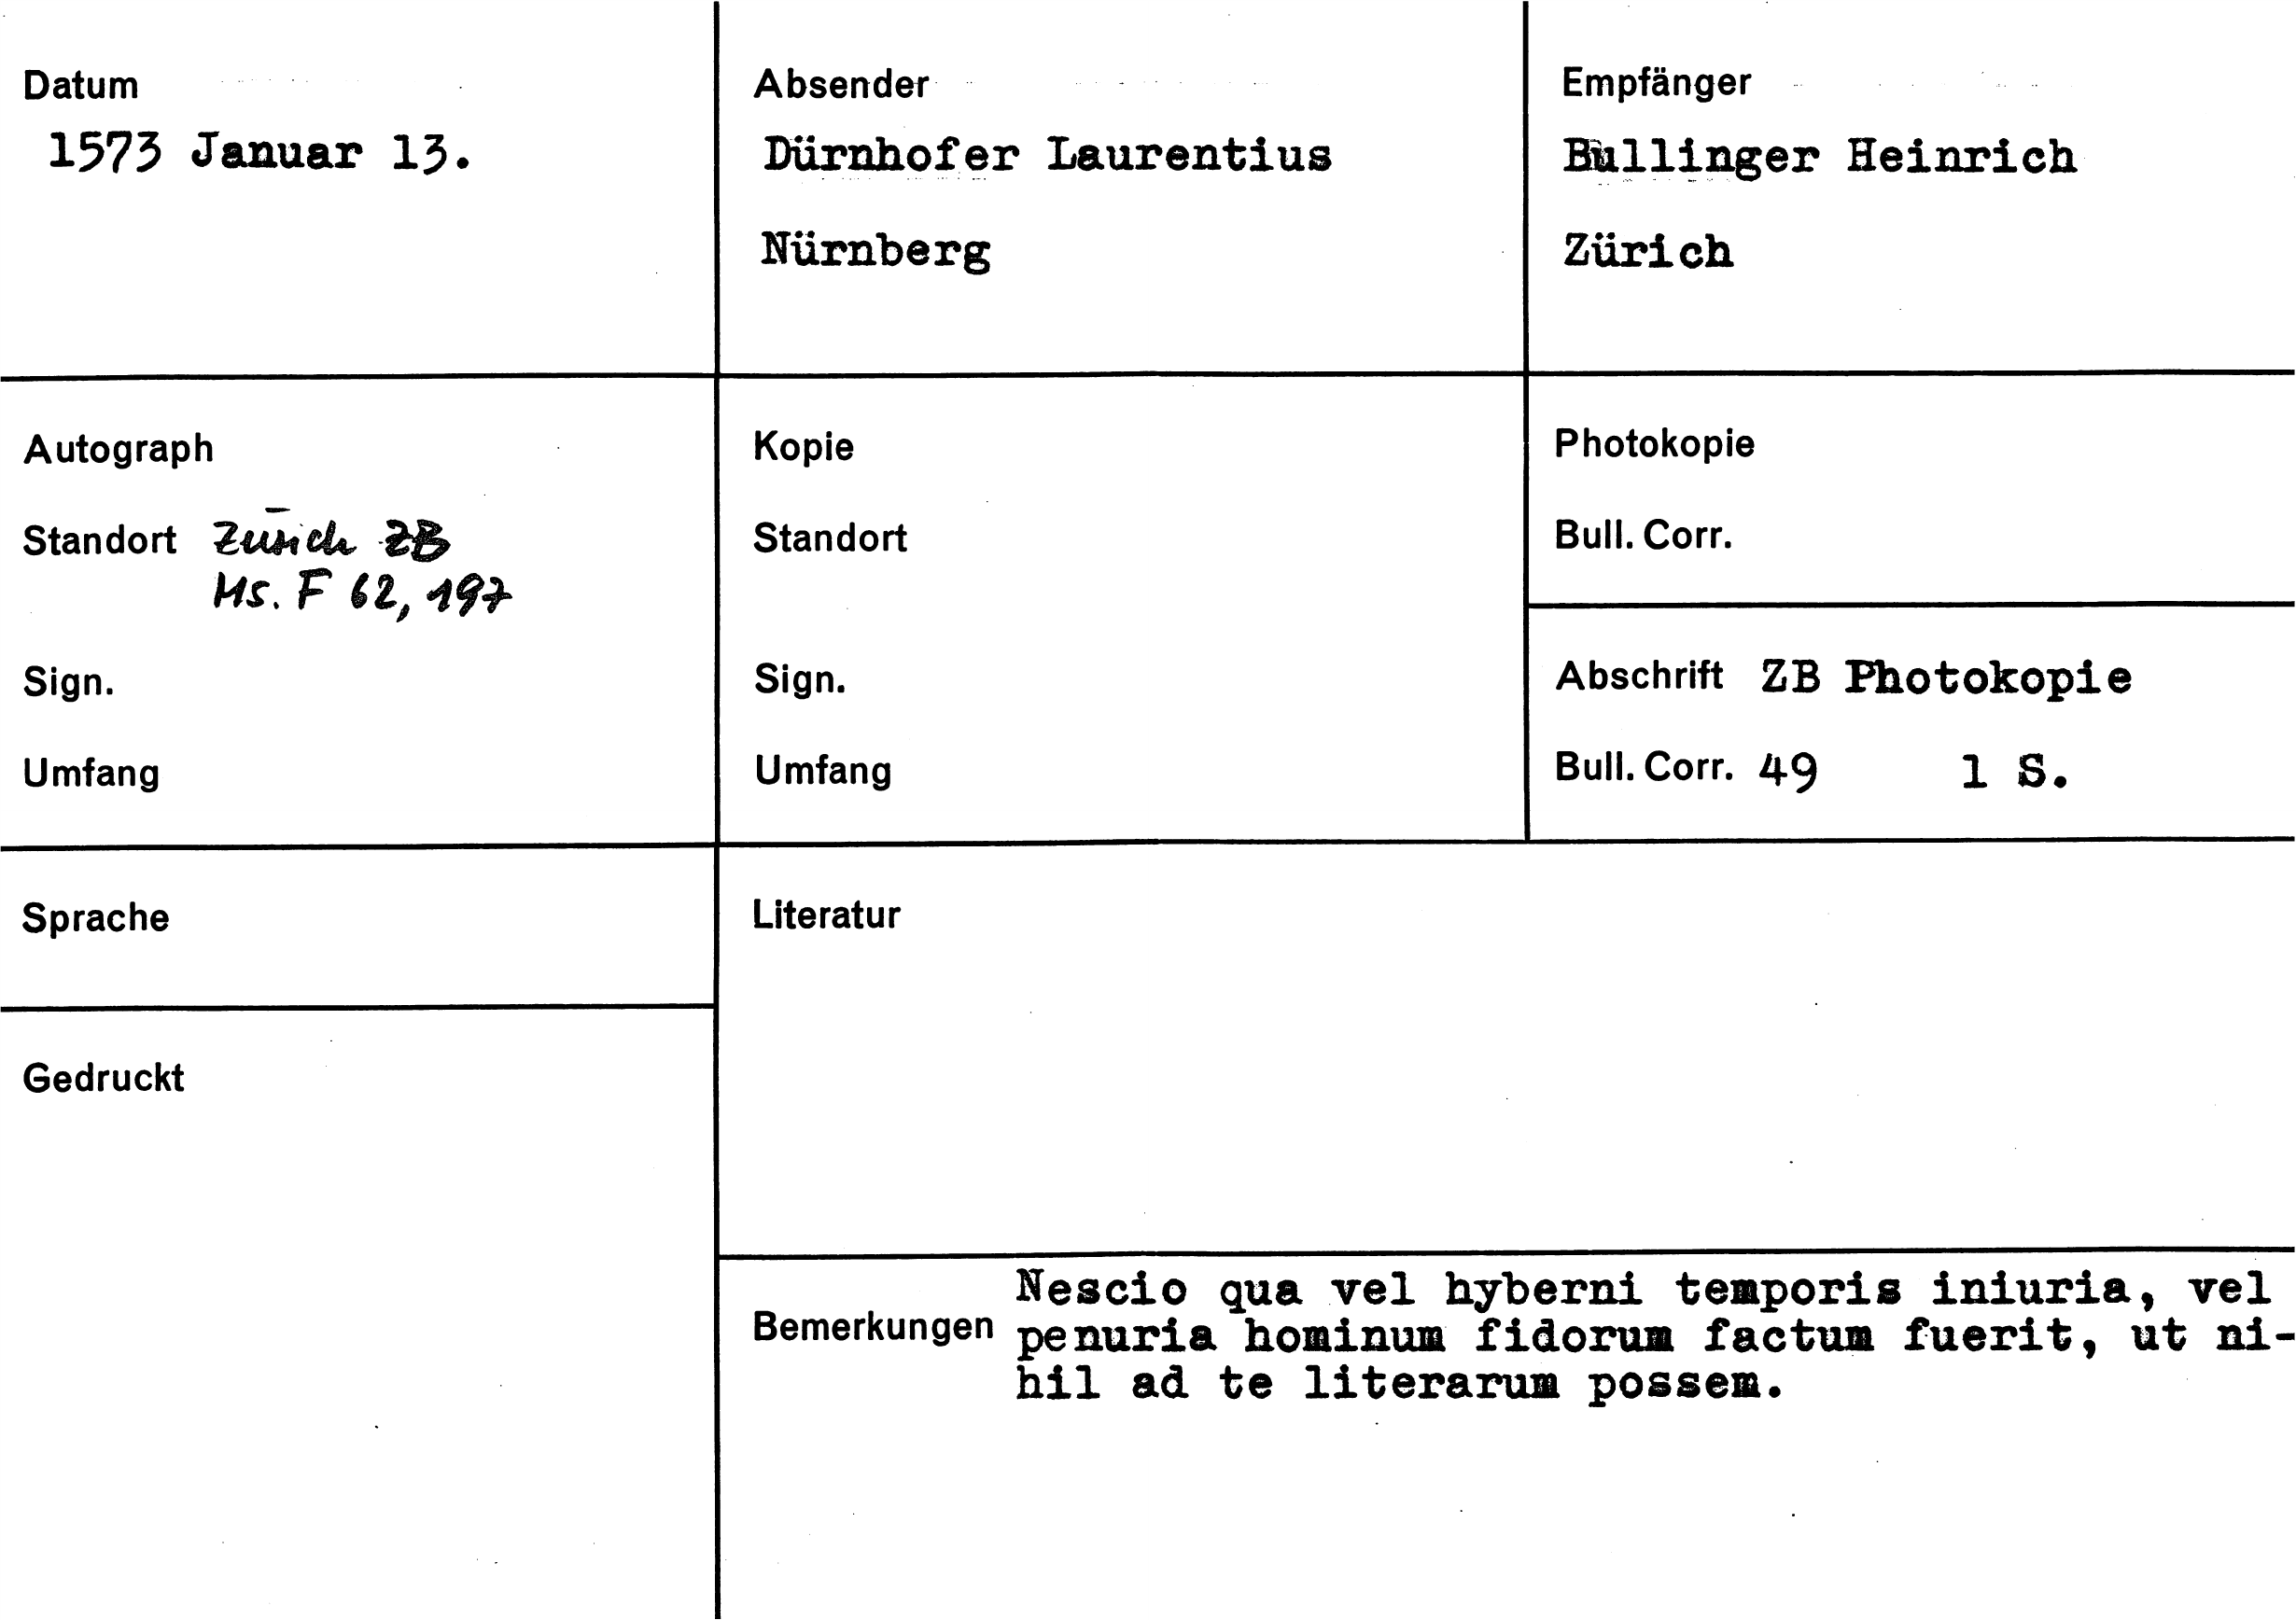 Datum
1573 Januar 13.
Absender
Dürnhofer Laurentius
Nürnberg
Empfänger
Bullinger Heinrich
Zürich
Autograph
Standort Zürich ZB
Ms. F 62, 197
Sign.
Umfang
Kopie
Standort
Sign.
Umfang
Photokopie
Bull. Corr.
Abschrift ZB Photokopie
Bull. Corr. 49 1 S.
Sprache
Gedruckt
Literatur
Bemerkungen
Nescio qua vel hyberni temporis iniuria, vel
penuria hominum fidorum factum fuerit, ut ni-
hil ad te literarum possem.